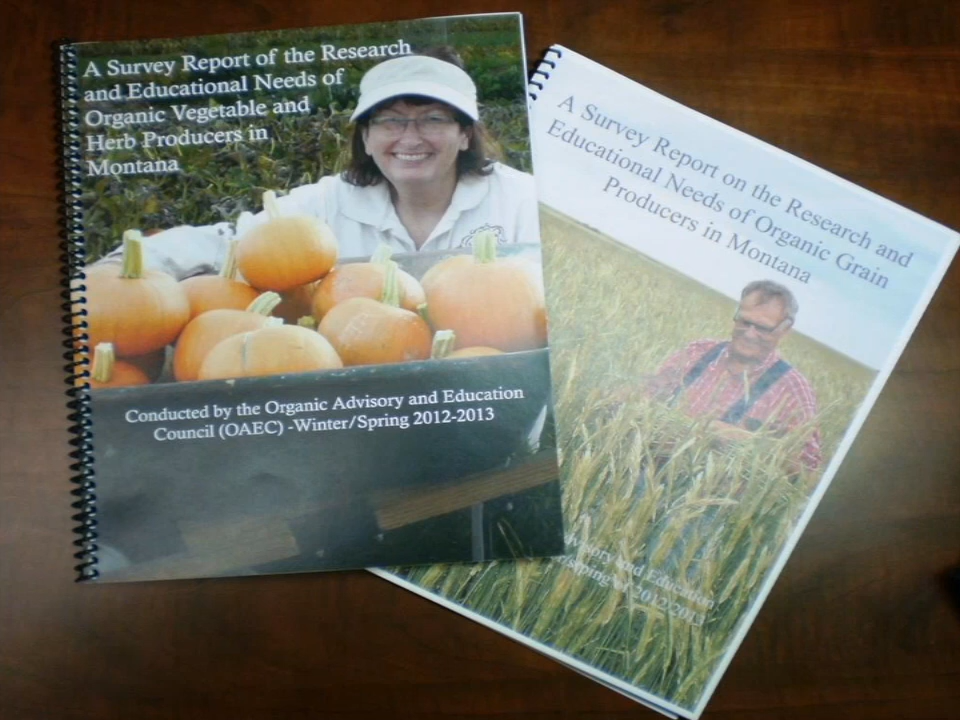 A Survey Report of the Research
and Educational Needs of
Organic Vegetable and
Herb Producers in
Montana
Conducted by the Organic Advisory and Education
Council (OAEC) -Winter/Spring 2012-2013
A Survey Report on the Research and
Educational Needs of Organic Grain
Producers in Montana
and Education
2012-2013